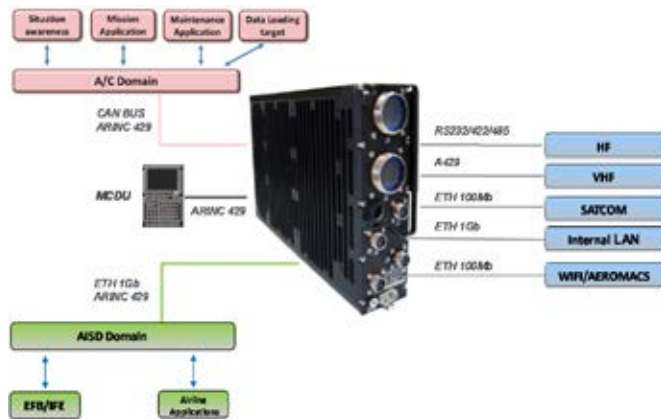 Situation
awareness
Mission
Application
Maintenance
Application
Data Loading
target
A/C Domain
CAN BUS
ARINC 429
RS232/422/485
HF
A429
VHF
MCDU
ARINC 429
ETH 100Mb
SATCOM
ETH 1Gb
Internal LAN
ETH 100Mb
WIFI/AEROMACS
ETH 1Gb
ARINC 429
AISD Domain
EFB/IFE
Airline
Applications